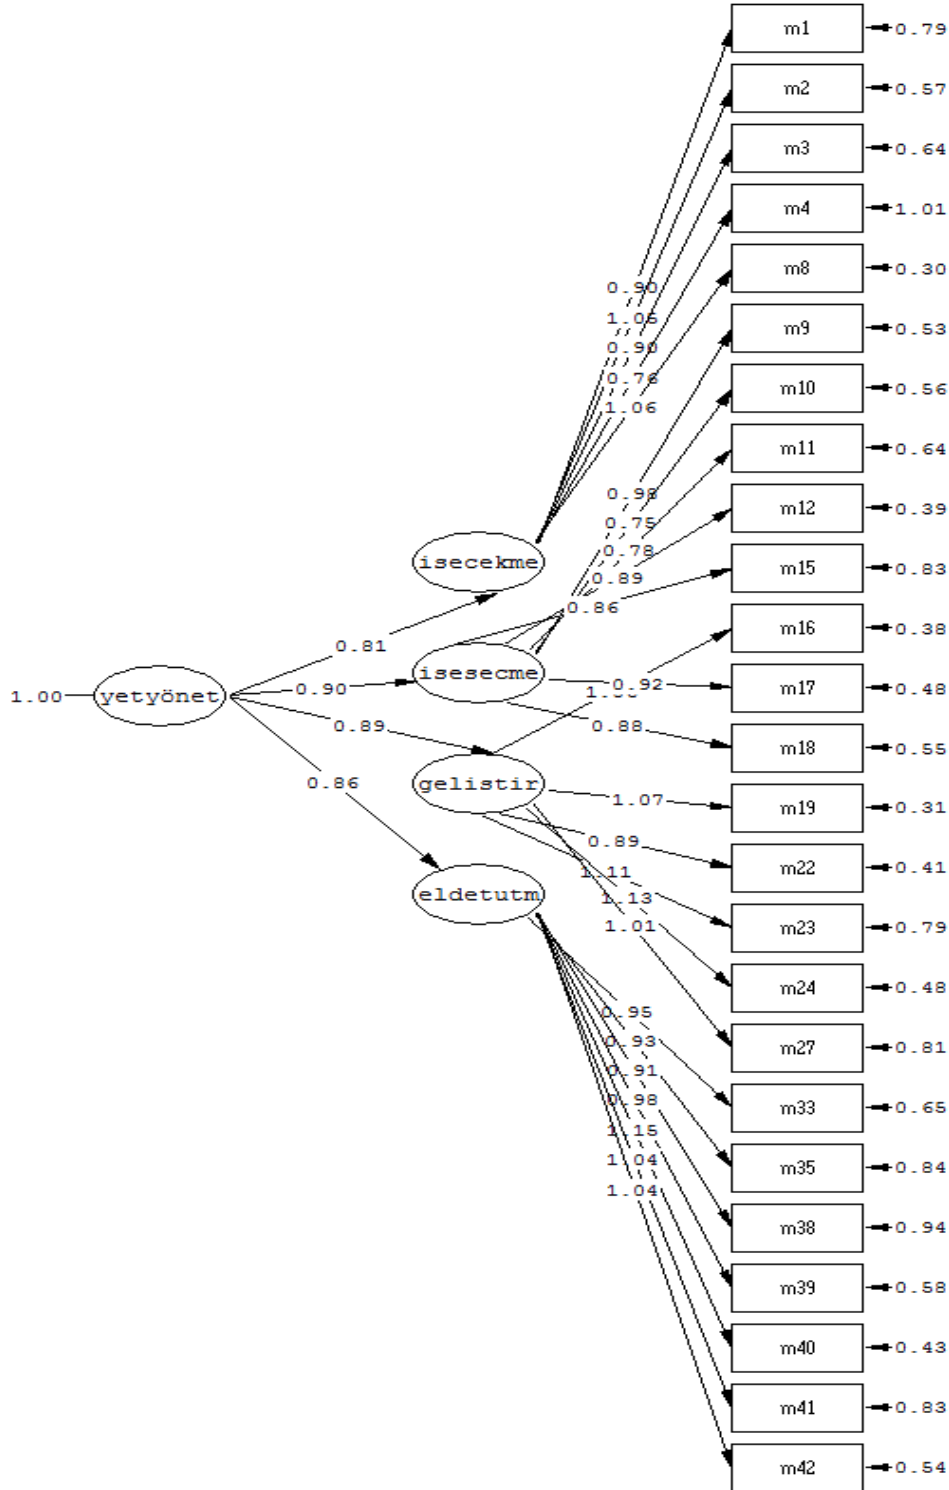 m1 0.79
m2 0.57
m3 0.64
m4 1.01
m8 0.30
0.90
m9 0.53
1.05
0.90
0.76
m10 0.56
1.06
m11 0.64
0.98
m12 0.39
0.75
0.78
isecekme
m15 0.83
0.89
0.86
m16 0.38
0.81
isesecme
0.92
m17 0.48
1.00 yetyönet 0.90
0.89
0.88
m18 0.55
0.86
gelistir
1.07
m19 0.31
0.89
m22 0.41
1.11
eldetutm
1.13
1.01
m23 0.79
m24 0.48
0.95
0.93
m27 0.81
0.91
0.98
m33 0.65
1.15
1.04
m35 0.84
1.04
m38 0.94
m39 0.58
m40 0.43
m41 0.83
m42 0.54